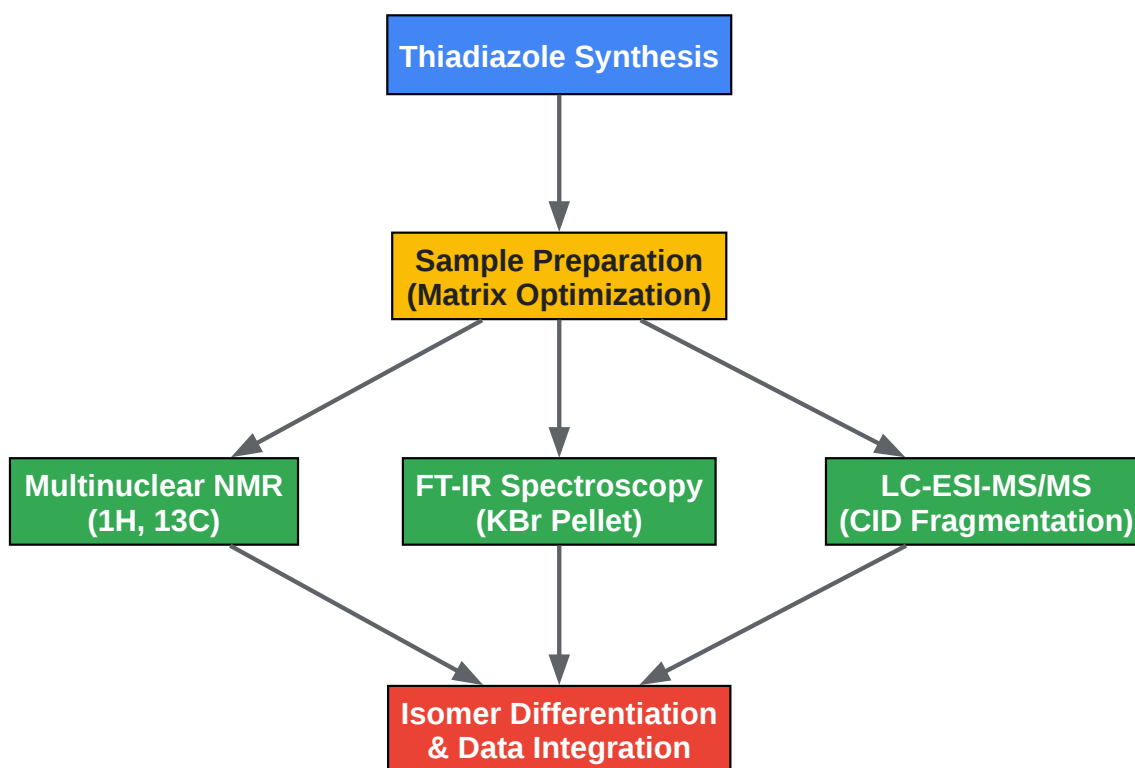 Thiadiazole Synthesis
Sample Preparation
(Matrix Optimization)
Multinuclear NMR
(1H, 13C)
FT-IR Spectroscopy
(KBr Pellet)
LC-ESI-MS/MS
(CID Fragmentation)
Isomer Differentiation
& Data Integration